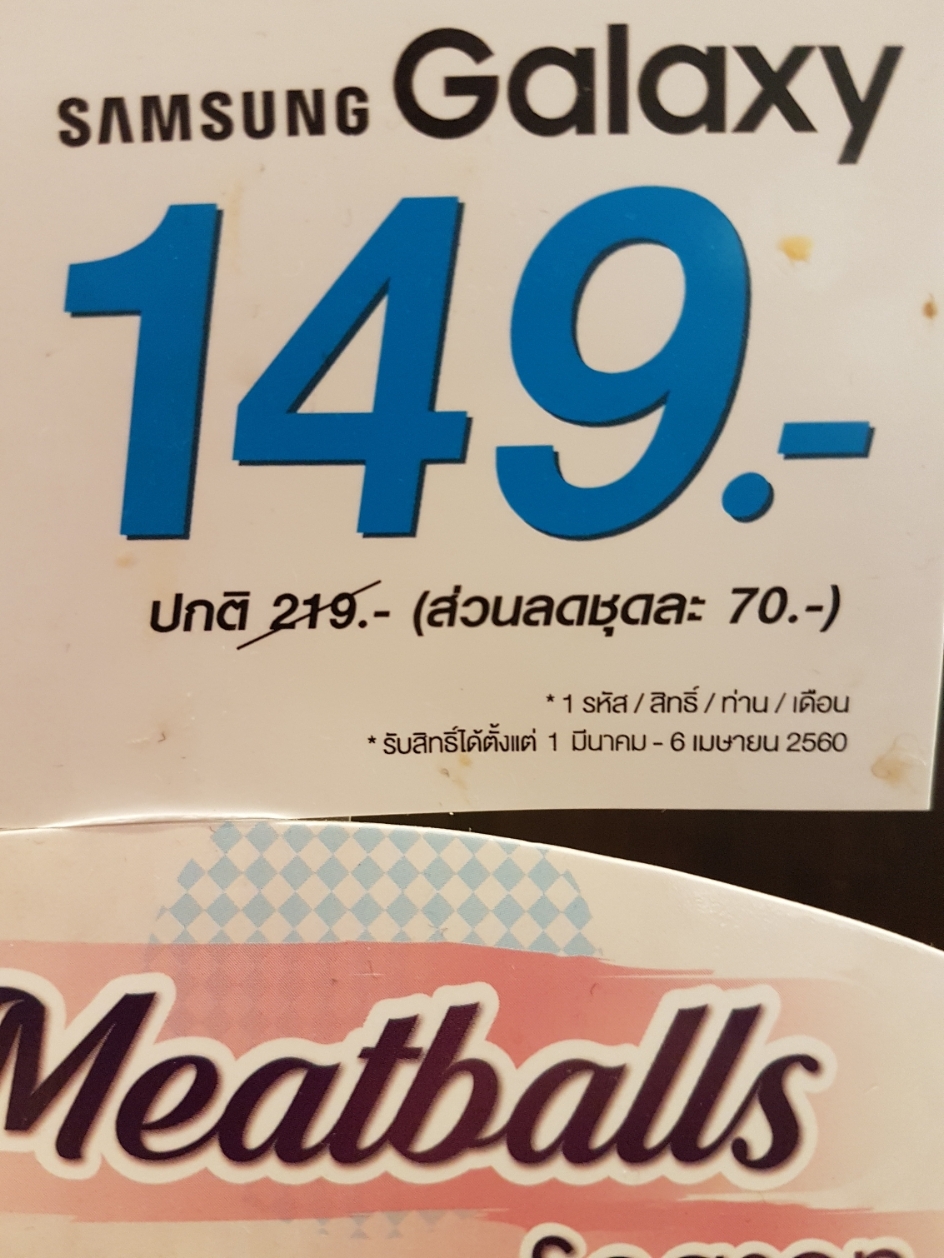 SAMSUNG Galaxy
149.-
ปกติ 219.- (ส่วนลดชุดละ 70.-)
* 1 รหัส / สิทธิ์ / ท่าน / เดือน
* รับสิทธิ์ได้ตั้งแต่ 1 มีนาคม - 6 เมษายน 2560
Meatballs